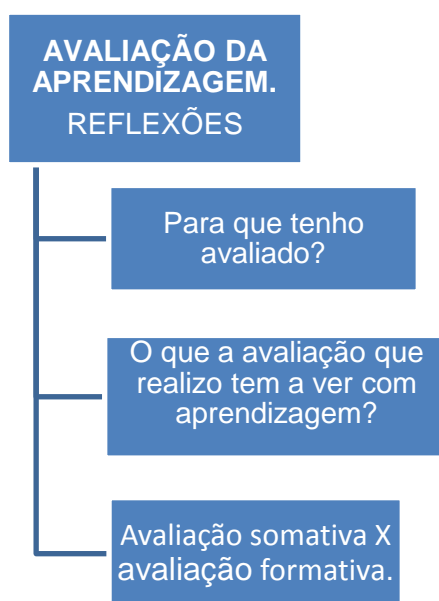 AVALIAÇÃO DA
APRENDIZAGEM.
REFLEXÕES
Para que tenho
avaliado?
O que a avaliação que
realizo tem a ver com
aprendizagem?
Avaliação somativa X
avaliação formativa.